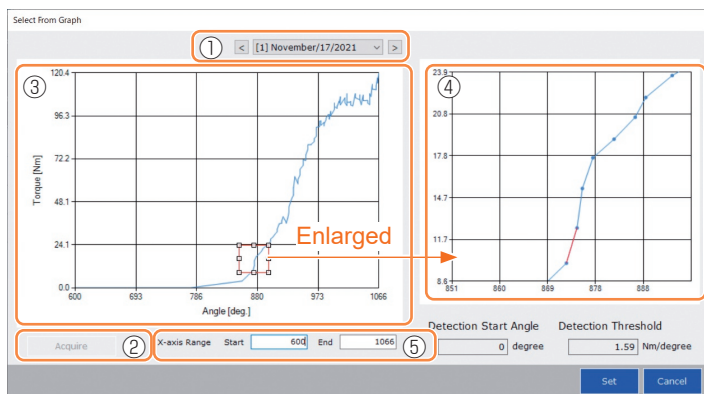 Select From Graph
①
< [1] November/17/2021 >
③
120.4
96.3
72.2
48.1
24.1
0.0
Torque [Nm]
600 693 786 880 973 1066
Angle [deg.]
Enlarged
④
23.9
20.8
17.8
14.7
11.7
8.6
851 860 869 878 888
Acquire ②
X-axis Range Start 600 End 1066 ⑤
Detection Start Angle Detection Threshold
0 degree 1.59 Nm/degree
Set Cancel